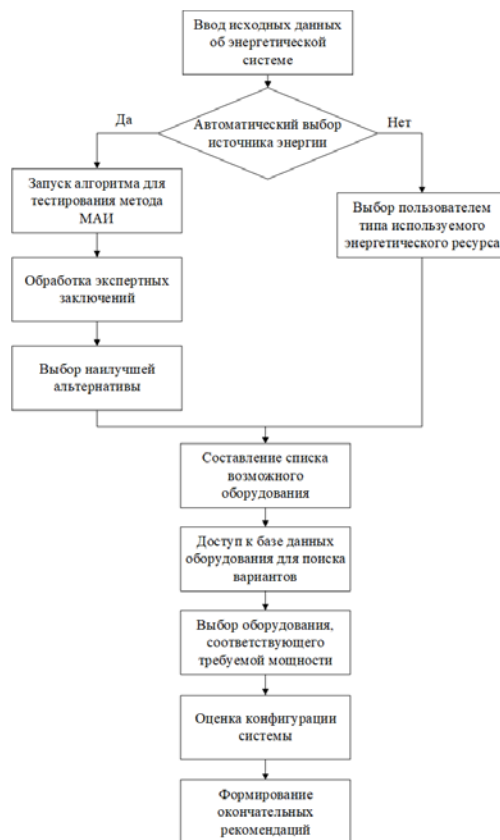 Ввод исходных данных
об энергетической
системе
Да
Автоматический выбор
источника энергии
Нет
Запуск алгоритма для
тестирования метода
МАИ
Выбор пользователем
типа используемого
энергетического ресурса
Обработка экспертных
заключений
Выбор наилучшей
альтернативы
Составление списка
возможного
оборудования
Доступ к базе данных
оборудования для поиска
вариантов
Выбор оборудования,
соответствующего
требуемой мощности
Оценка конфигурации
системы
Формирование
окончательных
рекомендаций